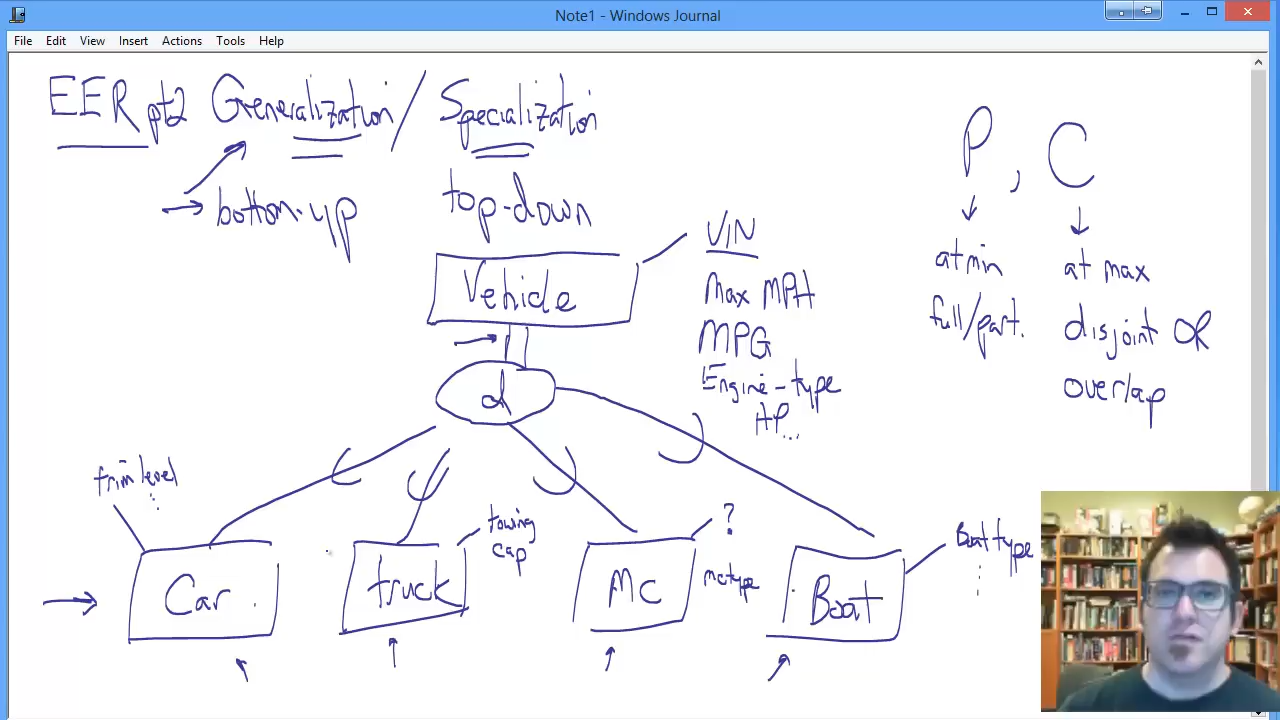 Note1 - Windows Journal
File Edit View Insert Actions Tools Help
EER pt2 Generalization / Specialization
bottom-up top-down
P, C
at min
full/part.
at max
disjoint OR
overlap
Vehicle
VIN
Max MPH
MPG
Engine-type
HP...
d
trim level
:
Car
truck
towing
cap
Mc
?
mctype
Boat
Boat type